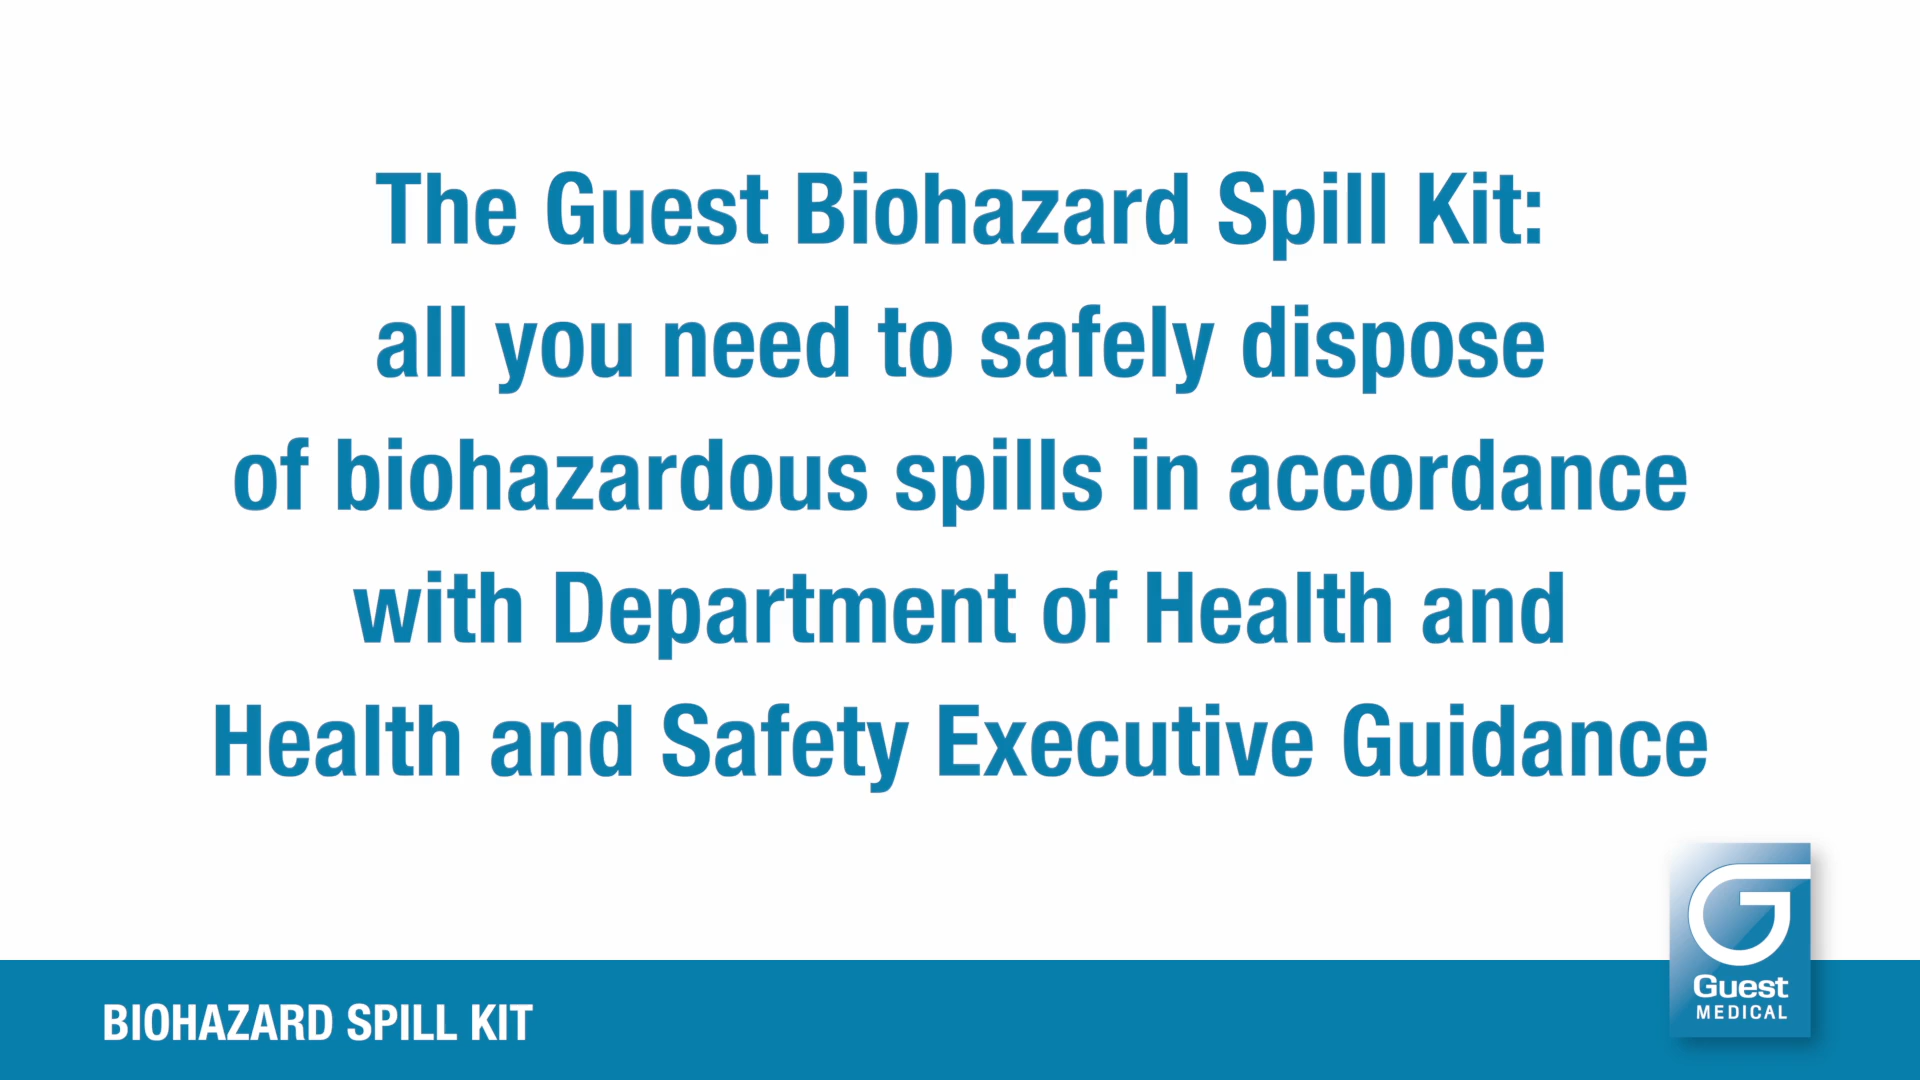 The Guest Biohazard Spill Kit:
all you need to safely dispose
of biohazardous spills in accordance
with Department of Health and
Health and Safety Executive Guidance
BIOHAZARD SPILL KIT
Guest
MEDICAL